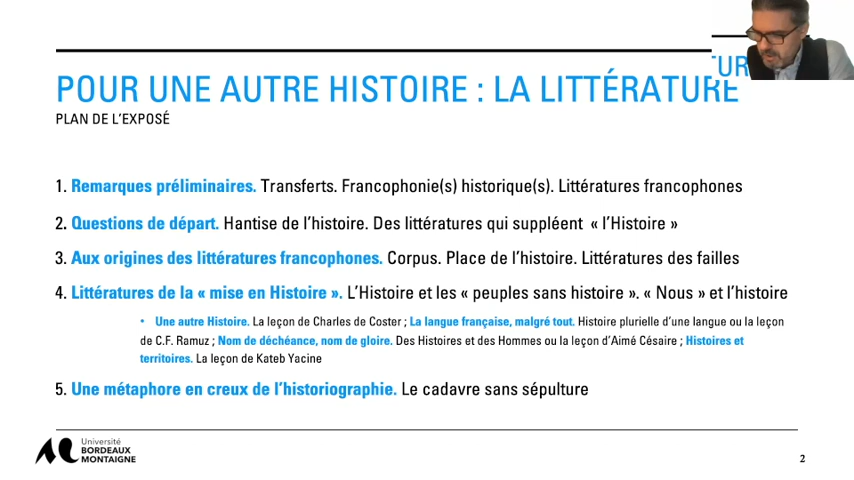 TUR
POUR UNE AUTRE HISTOIRE : LA LITTÉRATURE
PLAN DE L'EXPOSÉ
1. Remarques préliminaires. Transferts. Francophonie(s) historique(s). Littératures francophones
2. Questions de départ. Hantise de l'histoire. Des littératures qui suppléent « l'Histoire »
3. Aux origines des littératures francophones. Corpus. Place de l'histoire. Littératures des failles
4. Littératures de la « mise en Histoire ». L'Histoire et les « peuples sans histoire ». « Nous » et l'histoire
• Une autre Histoire. La leçon de Charles de Coster ; La langue française, malgré tout. Histoire plurielle d'une langue ou la leçon
de C.F. Ramuz ; Nom de déchéance, nom de gloire. Des Histoires et des Hommes ou la leçon d'Aimé Césaire ; Histoires et
territoires. La leçon de Kateb Yacine
5. Une métaphore en creux de l'historiographie. Le cadavre sans sépulture
Université
BORDEAUX
MONTAIGNE
2